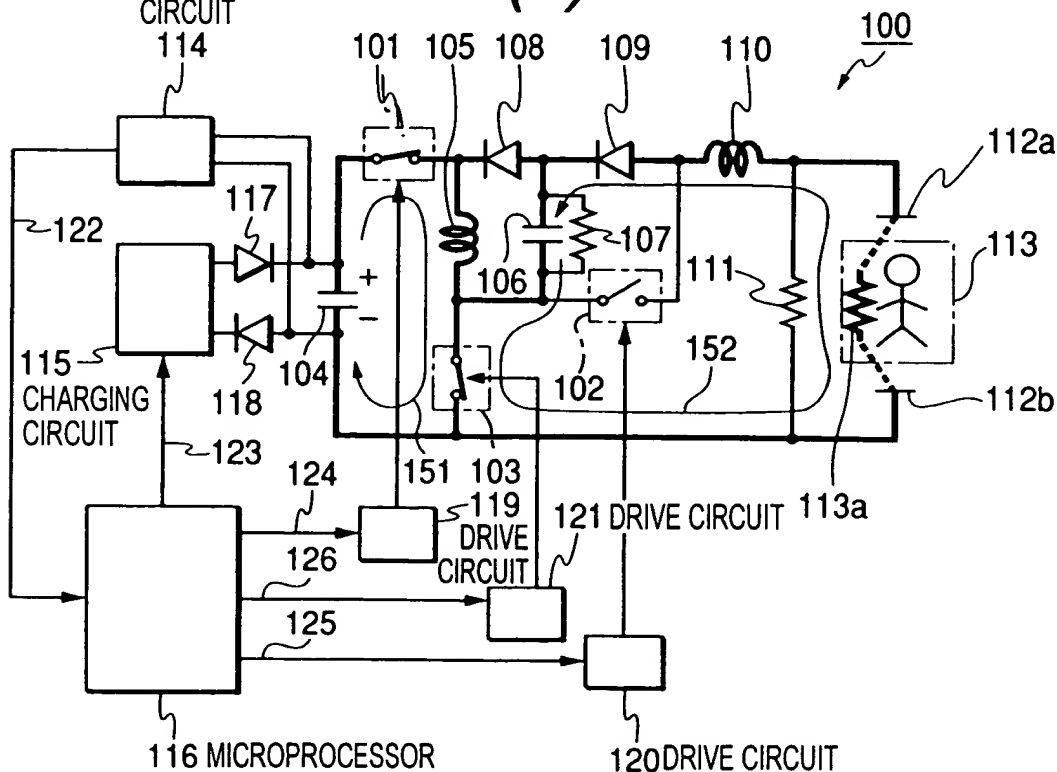 CIRCUIT
114
101
105
108
109
110
100
112a
122
117
106
107
111
113
115
CHARGING
CIRCUIT
118
104
+
−
102
152
112b
123
151
103
113a
124
119
DRIVE
CIRCUIT
121 DRIVE CIRCUIT
126
125
116 MICROPROCESSOR
120 DRIVE CIRCUIT